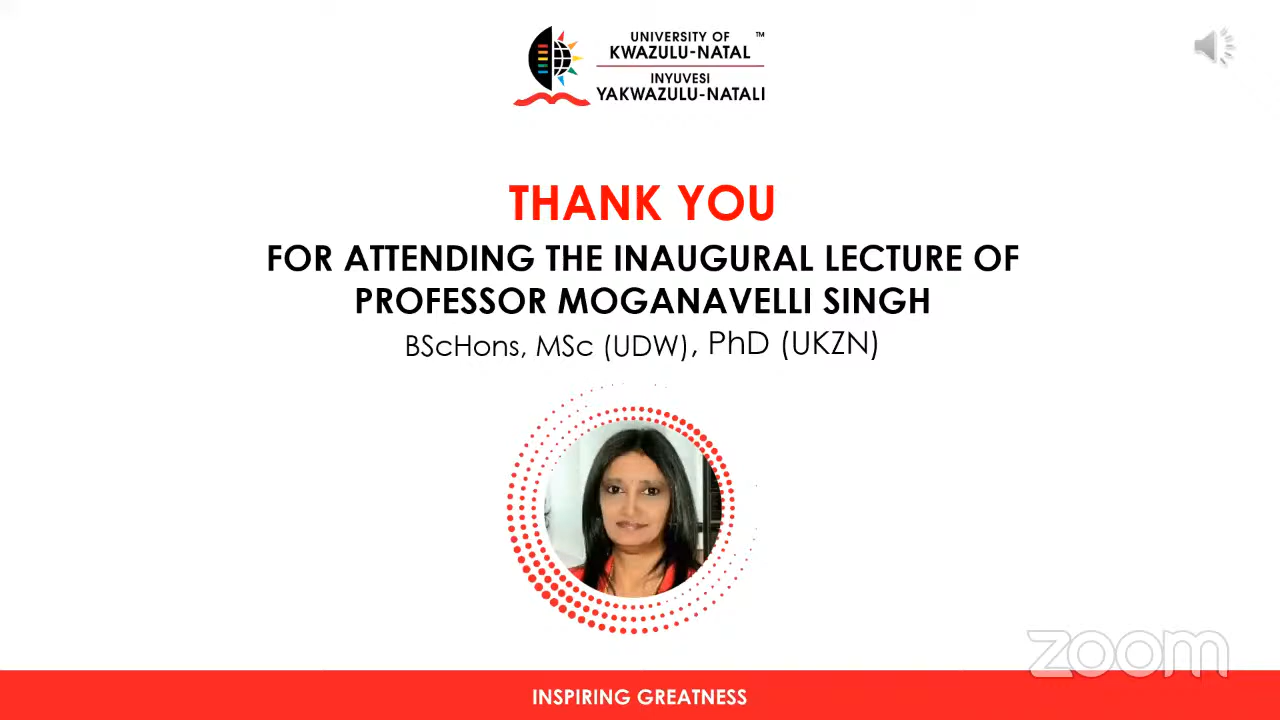 UNIVERSITY OF ™
KWAZULU-NATAL
INYUVESI
YAKWAZULU-NATALI
THANK YOU
FOR ATTENDING THE INAUGURAL LECTURE OF
PROFESSOR MOGANAVELLI SINGH
BScHons, MSc (UDW), PhD (UKZN)
zoom
INSPIRING GREATNESS